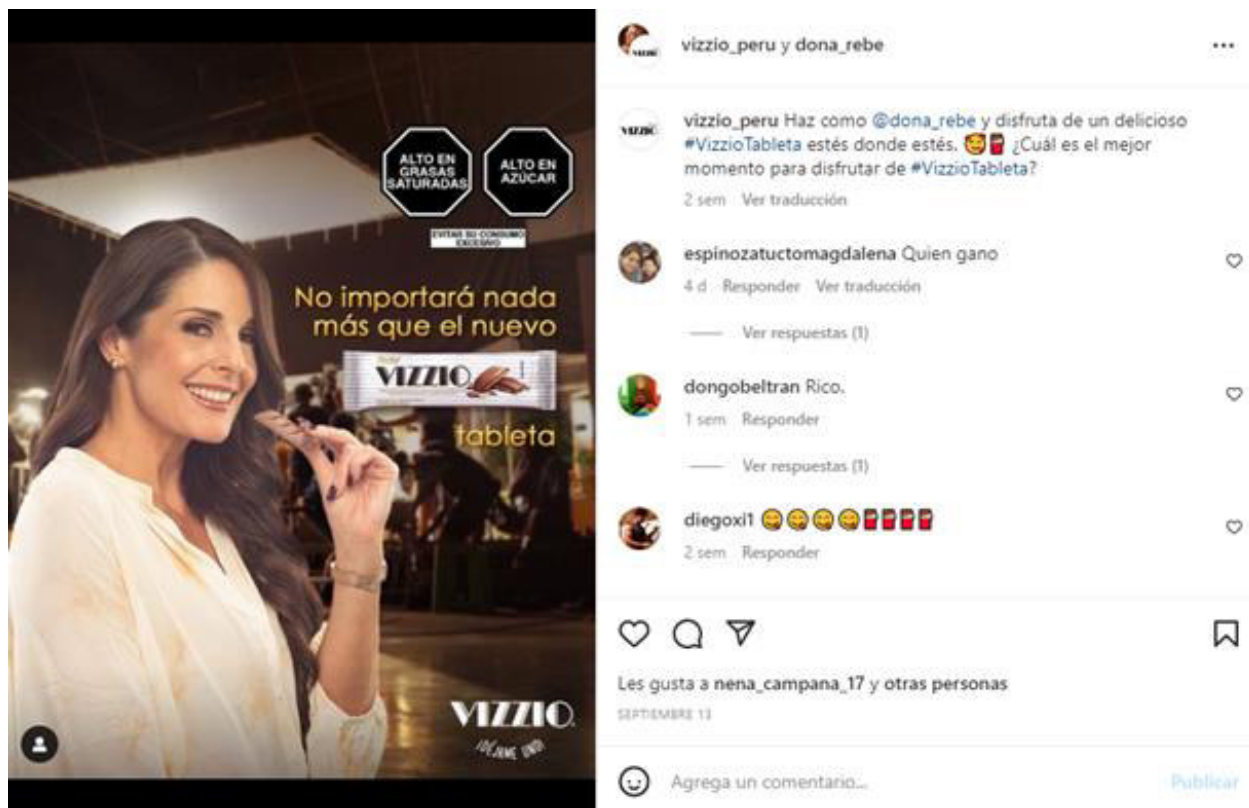 ALTO EN
GRASAS
SATURADAS
ALTO EN
AZÚCAR
EVITAR SU CONSUMO
EXCESIVO
No importará nada
más que el nuevo
VIZZIO
tableta
VIZZIO
¡DÉJAME UNO!
vizzio_peru y dona_rebe
VIZZIO
vizzio_peru Haz como @dona_rebe y disfruta de un delicioso
#VizzioTableta estés donde estés. 🥰 ¿Cuál es el mejor
momento para disfrutar de #VizzioTableta?
2 sem Ver traducción
espinozatuctomagdalena Quien gano
4 d Responder Ver traducción
Ver respuestas (1)
dongobeltran Rico.
1 sem Responder
Ver respuestas (1)
diegoxi1 😋😋😋😋🍫🍫🍫🍫
2 sem Responder
Les gusta a nena_campana_17 y otras personas
SEPTIEMBRE 13
Agrega un comentario...
Publicar